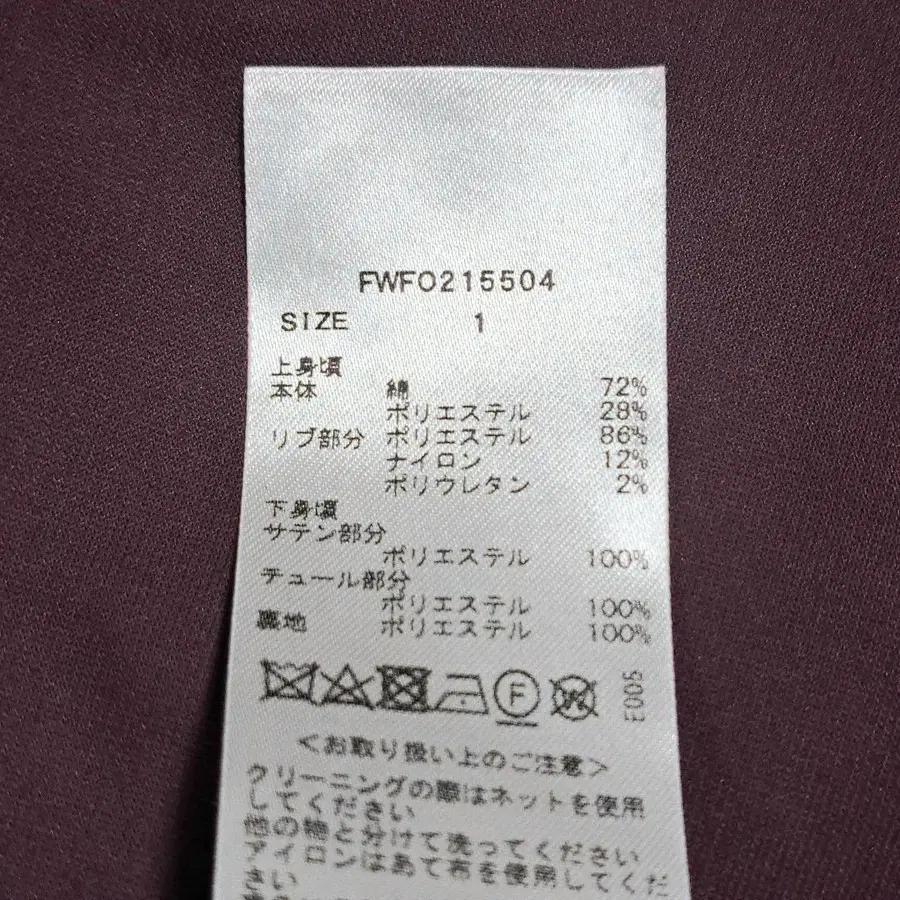 FWFO215504
SIZE 1
上身頃
本体 綿 72%
ポリエステル 28%
リブ部分 ポリエステル 86%
ナイロン 12%
ポリウレタン 2%
下身頃
サテン部分
ポリエステル 100%
チュール部分
ポリエステル 100%
裏地 ポリエステル 100%
F W E005
<お取り扱い上のご注意>
クリーニングの際はネットを使用
してください
他の物と分けて洗ってください
アイロンはあて布を使用してくだ
さい